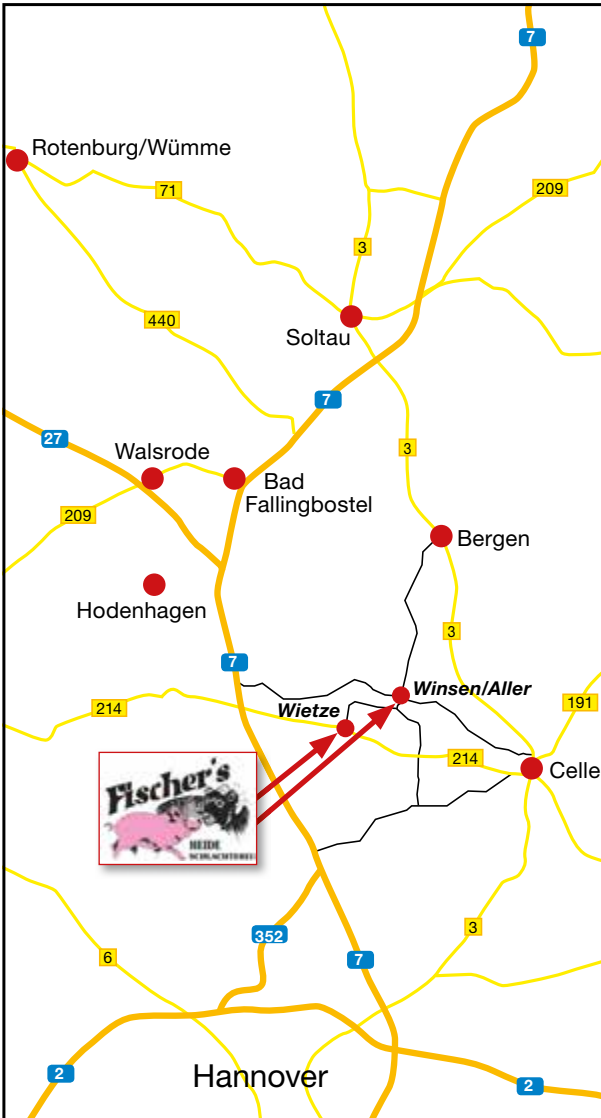 7
Rotenburg/Wümme
71
209
3
440
Soltau
7
27
3
Walsrode
Bad
Fallingbostel
209
Bergen
Hodenhagen
3
7
Winsen/Aller
191
214
Wietze
214
Celle
Fischer's
HEIDE
SCHLACHTEREI
3
352
6
7
2
Hannover
2